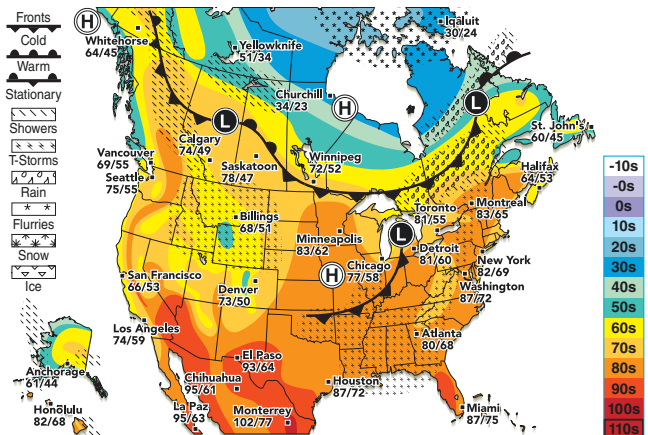 Fronts
Cold
Warm
Stationary
Showers
T-Storms
Rain
Flurries
Snow
Ice
H
Whitehorse
64/45
Yellowknife
51/34
Iqaluit
30/24
Churchill
34/23
H
L
L
St. John's
60/45
Calgary
74/49
Saskatoon
78/47
Winnipeg
72/52
Vancouver
69/55
Seattle
75/55
Halifax
64/53
Billings
68/51
Toronto
81/55
Montreal
83/65
Minneapolis
83/62
L
Detroit
81/60
New York
82/69
Chicago
77/58
H
Washington
87/72
San Francisco
66/53
Denver
73/50
Los Angeles
74/59
Atlanta
80/68
El Paso
93/64
Anchorage
61/44
Chihuahua
95/61
Houston
87/72
Honolulu
82/68
La Paz
95/63
Monterrey
102/77
Miami
87/75
-10s
-0s
0s
10s
20s
30s
40s
50s
60s
70s
80s
90s
100s
110s